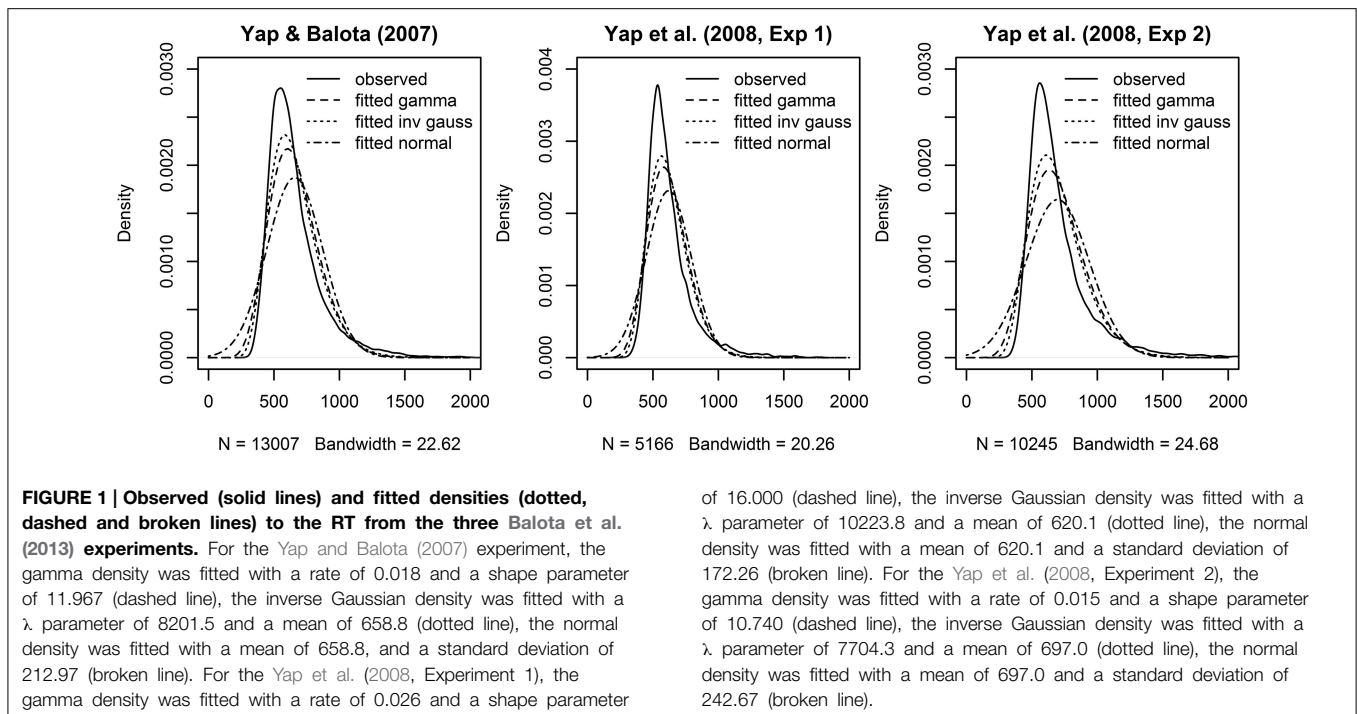 Yap & Balota (2007)
0.0000 0.0010 0.0020 0.0030
Density
observed
fitted gamma
fitted inv gauss
fitted normal
0 500 1000 1500 2000
N = 13007 Bandwidth = 22.62
Yap et al. (2008, Exp 1)
0.000 0.001 0.002 0.003 0.004
Density
observed
fitted gamma
fitted inv gauss
fitted normal
0 500 1000 1500 2000
N = 5166 Bandwidth = 20.26
Yap et al. (2008, Exp 2)
0.0000 0.0010 0.0020 0.0030
Density
observed
fitted gamma
fitted inv gauss
fitted normal
0 500 1000 1500 2000
N = 10245 Bandwidth = 24.68
FIGURE 1 | Observed (solid lines) and fitted densities (dotted,
dashed and broken lines) to the RT from the three Balota et al.
(2013) experiments. For the Yap and Balota (2007) experiment, the
gamma density was fitted with a rate of 0.018 and a shape parameter
of 11.967 (dashed line), the inverse Gaussian density was fitted with a
λ parameter of 8201.5 and a mean of 658.8 (dotted line), the normal
density was fitted with a mean of 658.8, and a standard deviation of
212.97 (broken line). For the Yap et al. (2008, Experiment 1), the
gamma density was fitted with a rate of 0.026 and a shape parameter
of 16.000 (dashed line), the inverse Gaussian density was fitted with a
λ parameter of 10223.8 and a mean of 620.1 (dotted line), the normal
density was fitted with a mean of 620.1 and a standard deviation of
172.26 (broken line). For the Yap et al. (2008, Experiment 2), the
gamma density was fitted with a rate of 0.015 and a shape parameter
of 10.740 (dashed line), the inverse Gaussian density was fitted with a
λ parameter of 7704.3 and a mean of 697.0 (dotted line), the normal
density was fitted with a mean of 697.0 and a standard deviation of
242.67 (broken line).